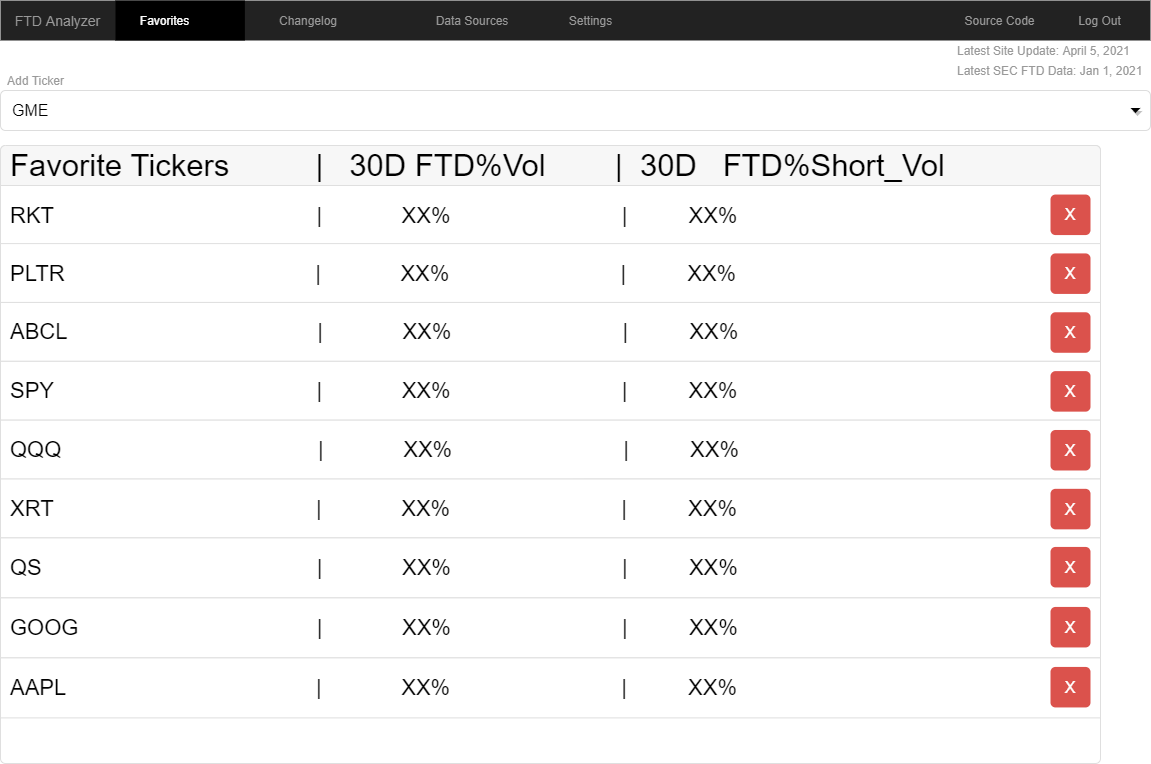 FTD Analyzer Favorites Changelog Data Sources Settings Source Code Log Out
Latest Site Update: April 5, 2021
Latest SEC FTD Data: Jan 1, 2021
Add Ticker
GME
Favorite Tickers | 30D FTD%Vol | 30D FTD%Short_Vol
RKT | XX% | XX% X
PLTR | XX% | XX% X
ABCL | XX% | XX% X
SPY | XX% | XX% X
QQQ | XX% | XX% X
XRT | XX% | XX% X
QS | XX% | XX% X
GOOG | XX% | XX% X
AAPL | XX% | XX% X